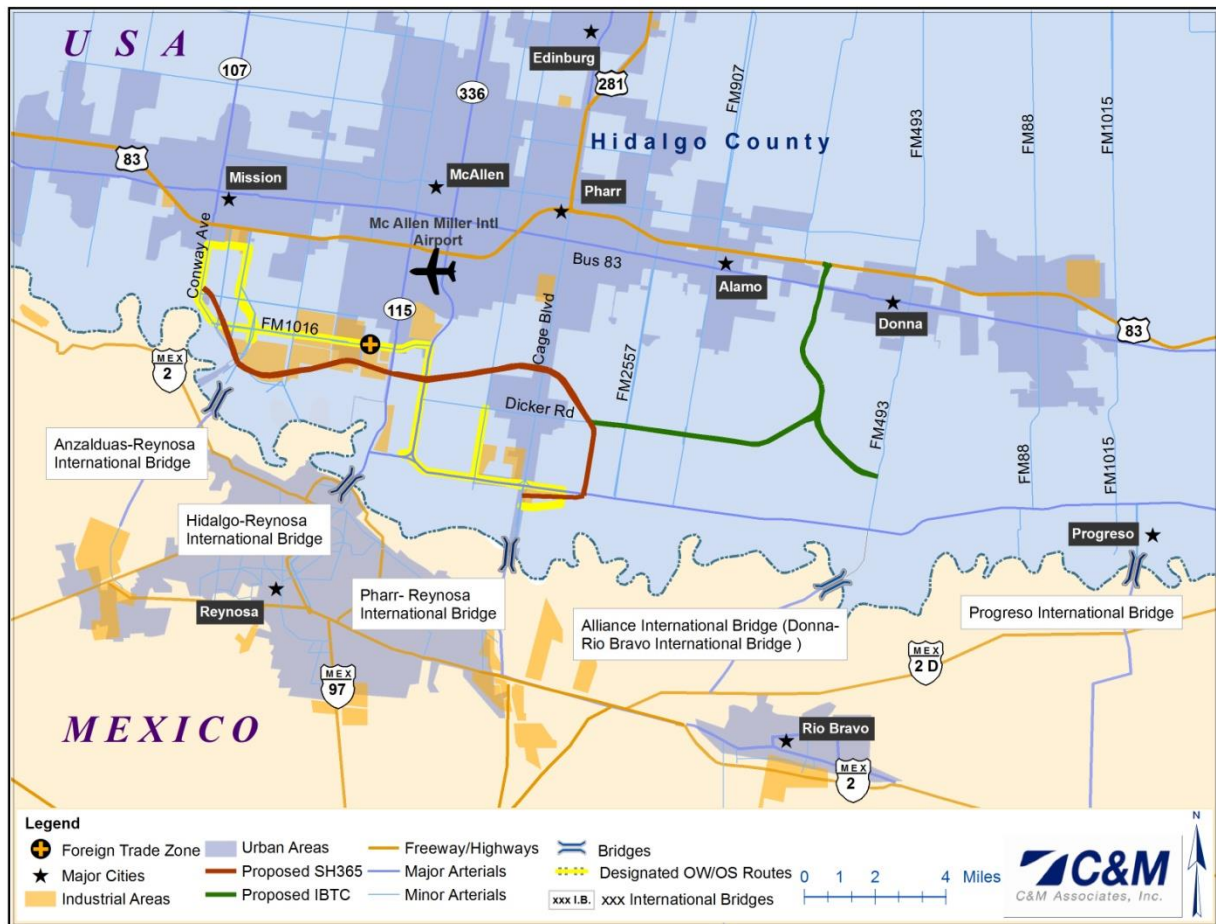 U S A
Edinburg
107
336
281
FM907
Hidalgo County
FM493
FM88
FM1015
83
Mission
McAllen
Pharr
Conway Ave
Mc Allen Miller Intl
Airport
Bus 83
Alamo
Donna
83
115
FM1016
Cage Blvd
FM2557
MEX
2
Dicker Rd
FM493
FM88
FM1015
Anzalduas-Reynosa
International Bridge
Hidalgo-Reynosa
International Bridge
Progreso
Reynosa
Pharr- Reynosa
International Bridge
Alliance International Bridge (Donna-
Rio Bravo International Bridge )
Progreso International Bridge
MEX
97
MEX
2 D
MEXICO
Rio Bravo
MEX
2
Legend
Foreign Trade Zone
Major Cities
Industrial Areas
Urban Areas
Proposed SH365
Proposed IBTC
Freeway/Highways
Major Arterials
Minor Arterials
Bridges
Designated OW/OS Routes
xxx I.B.
xxx International Bridges
0 1 2 4 Miles
C&M
C&M Associates, Inc.
N